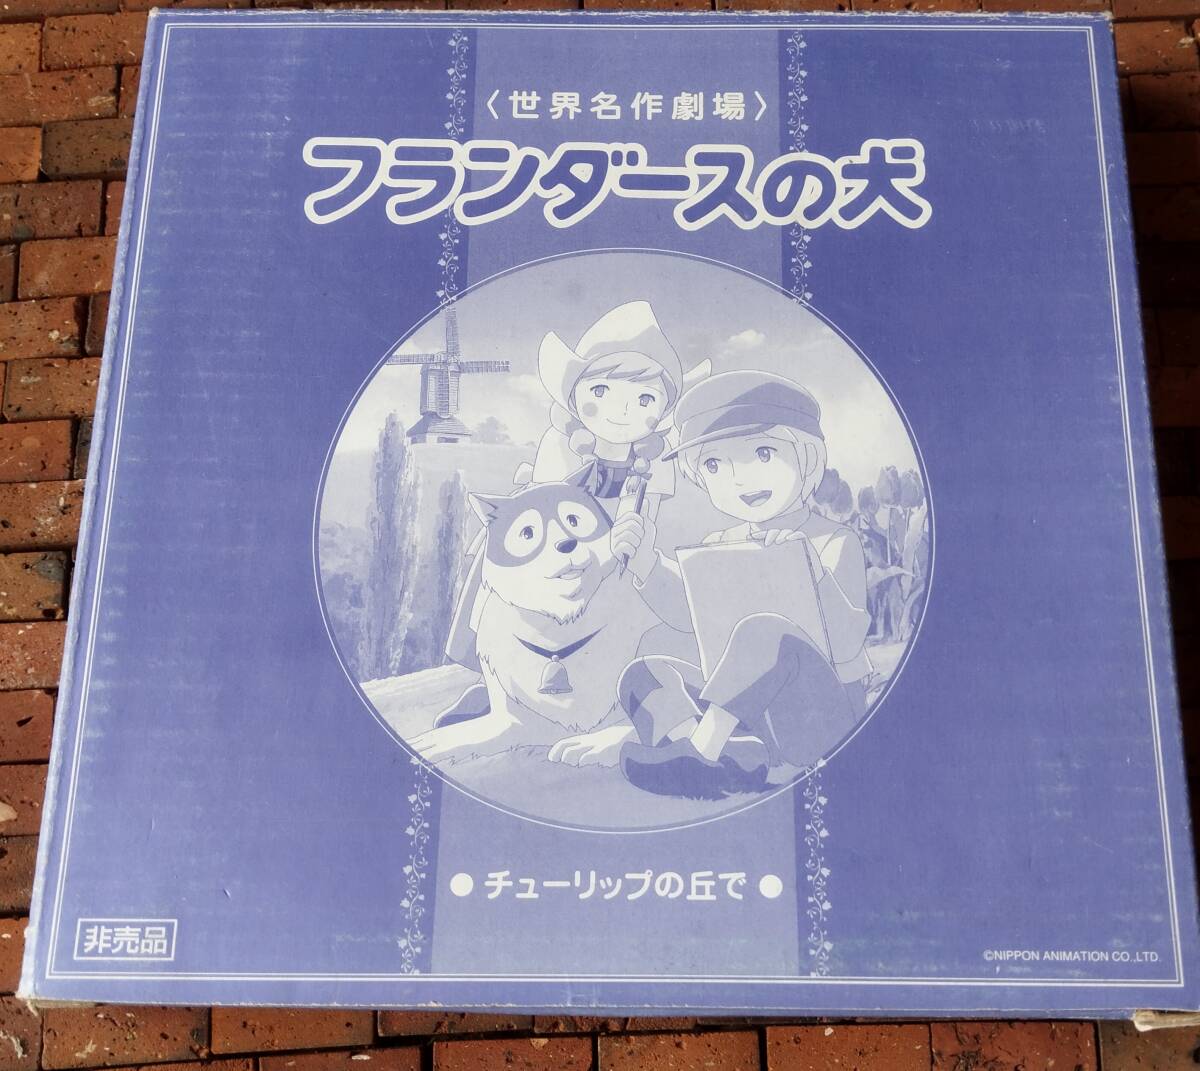 〈世界名作劇場〉
フランダースの犬
● チューリップの丘で ●
非売品
©NIPPON ANIMATION CO.,LTD.